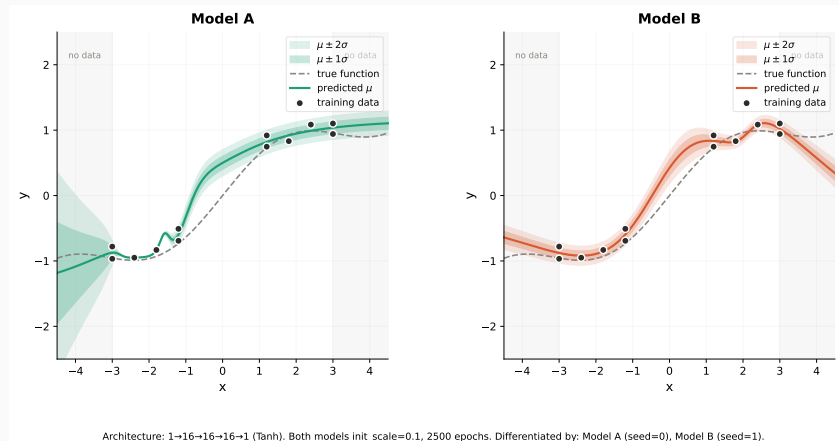 Model A
no data
no data
μ ± 2σ
μ ± 1σ
true function
predicted μ
training data
y
2
1
0
−1
−2
−4
−3
−2
−1
0
1
2
3
4
x
Model B
no data
no data
μ ± 2σ
μ ± 1σ
true function
predicted μ
training data
y
2
1
0
−1
−2
−4
−3
−2
−1
0
1
2
3
4
x
Architecture: 1→16→16→16→1 (Tanh). Both models init_scale=0.1, 2500 epochs. Differentiated by: Model A (seed=0), Model B (seed=1).